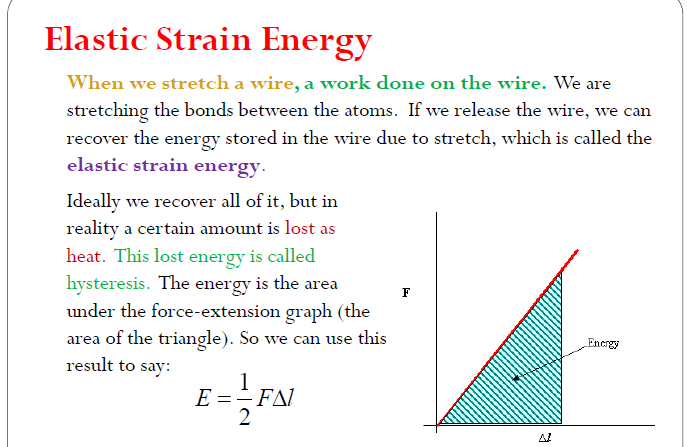 Elastic Strain Energy
When we stretch a wire, a work done on the wire. We are
stretching the bonds between the atoms. If we release the wire, we can
recover the energy stored in the wire due to stretch, which is called the
elastic strain energy.
Ideally we recover all of it, but in
reality a certain amount is lost as
heat. This lost energy is called
hysteresis. The energy is the area
under the force-extension graph (the
area of the triangle). So we can use this
result to say:
E = 1/2 FΔl
F
Energy
Δl